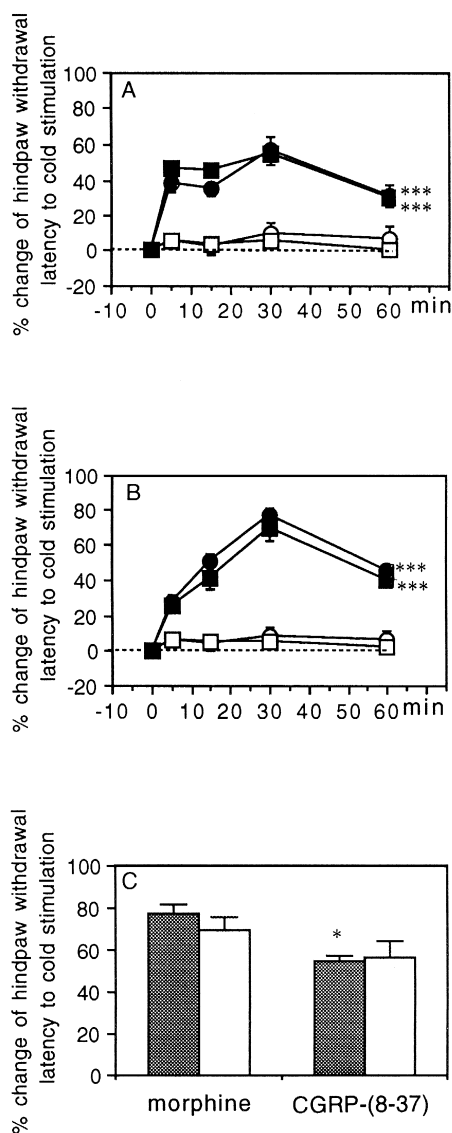 % change of hindpaw withdrawal
latency to cold stimulation
A
100
80
60
40
20
0
-20
***
***
-10 0 10 20 30 40 50 60 min
% change of hindpaw withdrawal
latency to cold stimulation
B
100
80
60
40
20
0
-20
***
***
-10 0 10 20 30 40 50 60 min
% change of hindpaw withdrawal
latency to cold stimulation
C
100
80
60
40
20
0
*
morphine CGRP-(8-37)